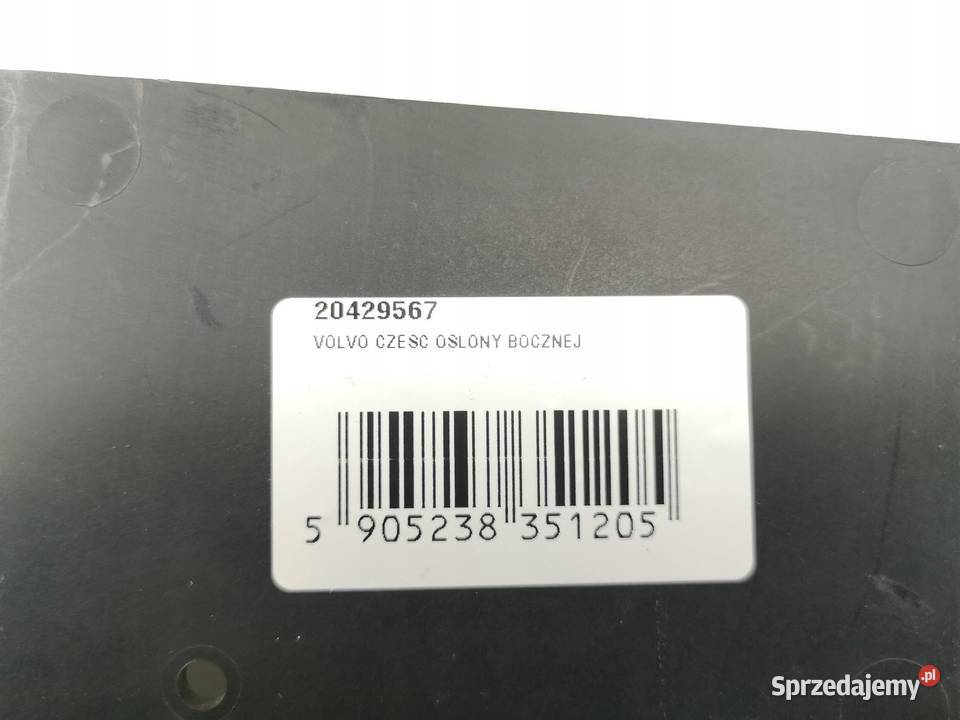 20429567
VOLVO CZESC OSLONY BOCZNEJ
5 905238 351205
Sprzedajemy.pl